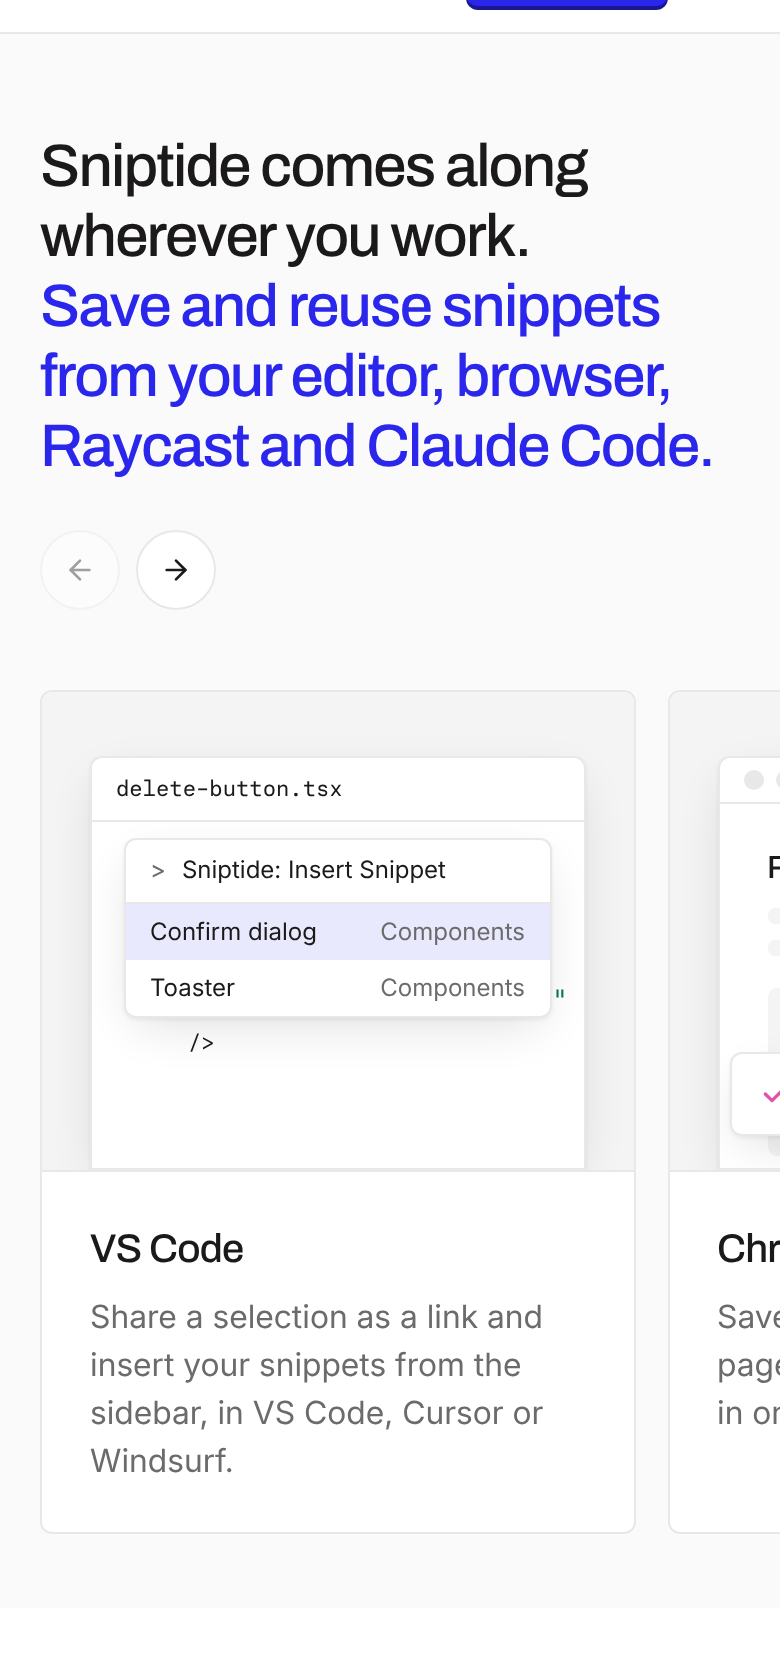 Sniptide comes along
wherever you work.
Save and reuse snippets
from your editor, browser,
Raycast and Claude Code.
delete-button.tsx
> Sniptide: Insert Snippet
Confirm dialog Components
Toaster Components
"
/>
VS Code
Share a selection as a link and
insert your snippets from the
sidebar, in VS Code, Cursor or
Windsurf.
Save
in